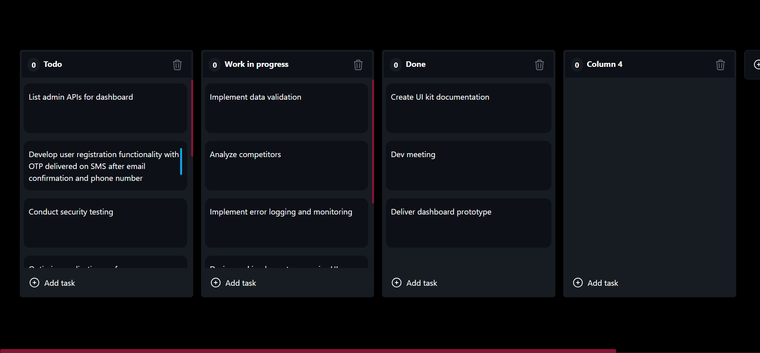 0 Todo
List admin APIs for dashboard
Develop user registration functionality with
OTP delivered on SMS after email
confirmation and phone number
Conduct security testing
Add task
0 Work in progress
Implement data validation
Analyze competitors
Implement error logging and monitoring
Add task
0 Done
Create UI kit documentation
Dev meeting
Deliver dashboard prototype
Add task
0 Column 4
Add task